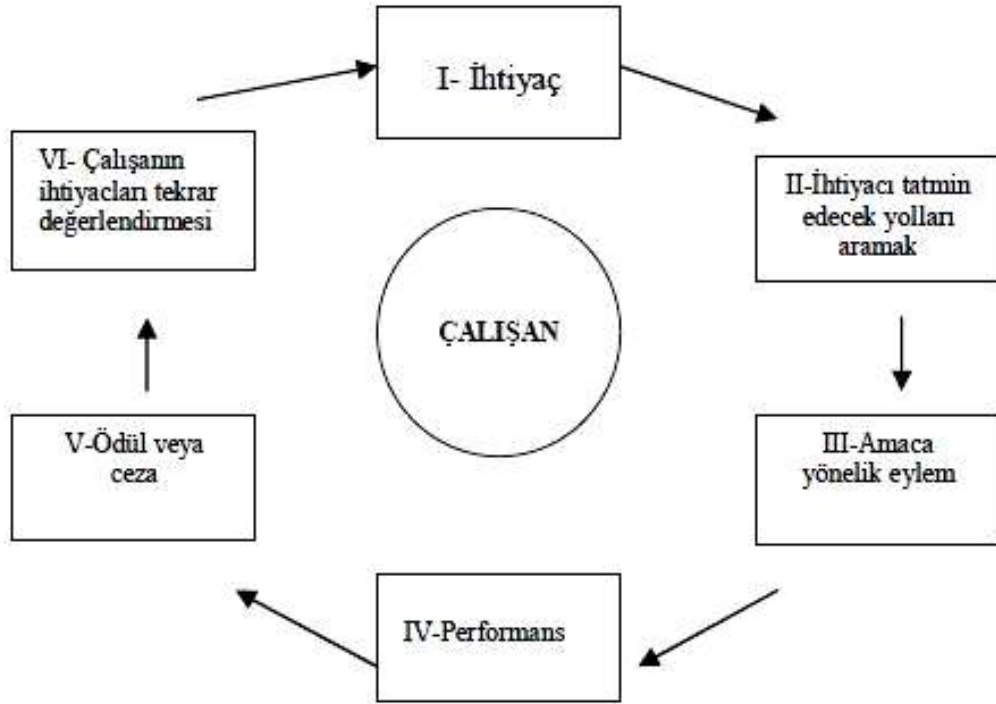 I- İhtiyaç
II-İhtiyacı tatmin
edecek yolları
aramak
III-Amaca
yönelik eylem
IV-Performans
V-Ödül veya
ceza
VI- Çalışanın
ihtiyacları tekrar
değerlendirmesi
ÇALIŞAN